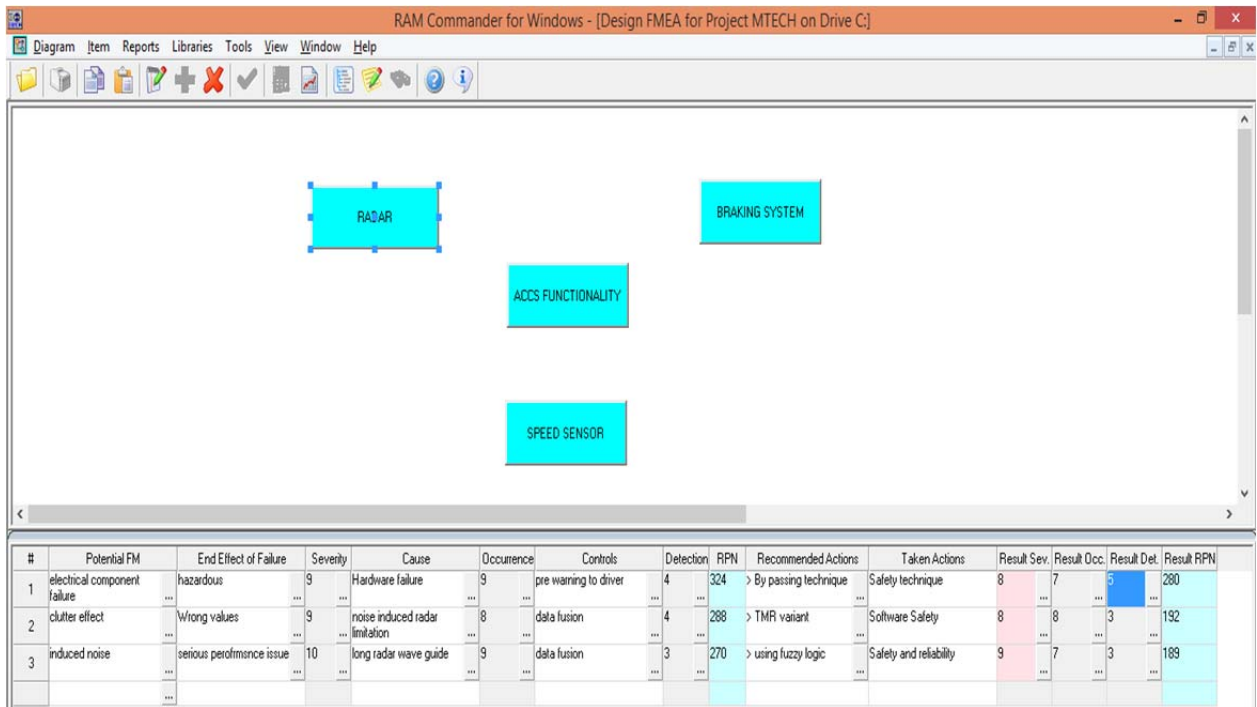 RAM Commander for Windows - [Design FMEA for Project MTECH on Drive C:]
Diagram Item Reports Libraries Tools View Window Help
RADAR
BRAKING SYSTEM
ACCS FUNCTIONALITY
SPEED SENSOR
# Potential FM End Effect of Failure Severity Cause Occurrence Controls Detection RPN Recommended Actions Taken Actions Result Sev. Result Occ. Result Det. Result RPN
1 electrical component failure ... hazardous ... 9 ... Hardware failure ... 9 ... pre warning to driver ... 4 ... 324 > By passing technique ... Safety technique ... 8 ... 7 ... 5 ... 280
2 clutter effect ... Wrong values ... 9 ... noise induced radar limitation ... 8 ... data fusion ... 4 ... 288 > TMR variant ... Software Safety ... 8 ... 8 ... 3 ... 192
3 induced noise ... serious perofrmsnce issue ... 10 ... long radar wave guide ... 9 ... data fusion ... 3 ... 270 > using fuzzy logic ... Safety and reliability ... 9 ... 7 ... 3 ... 189
...